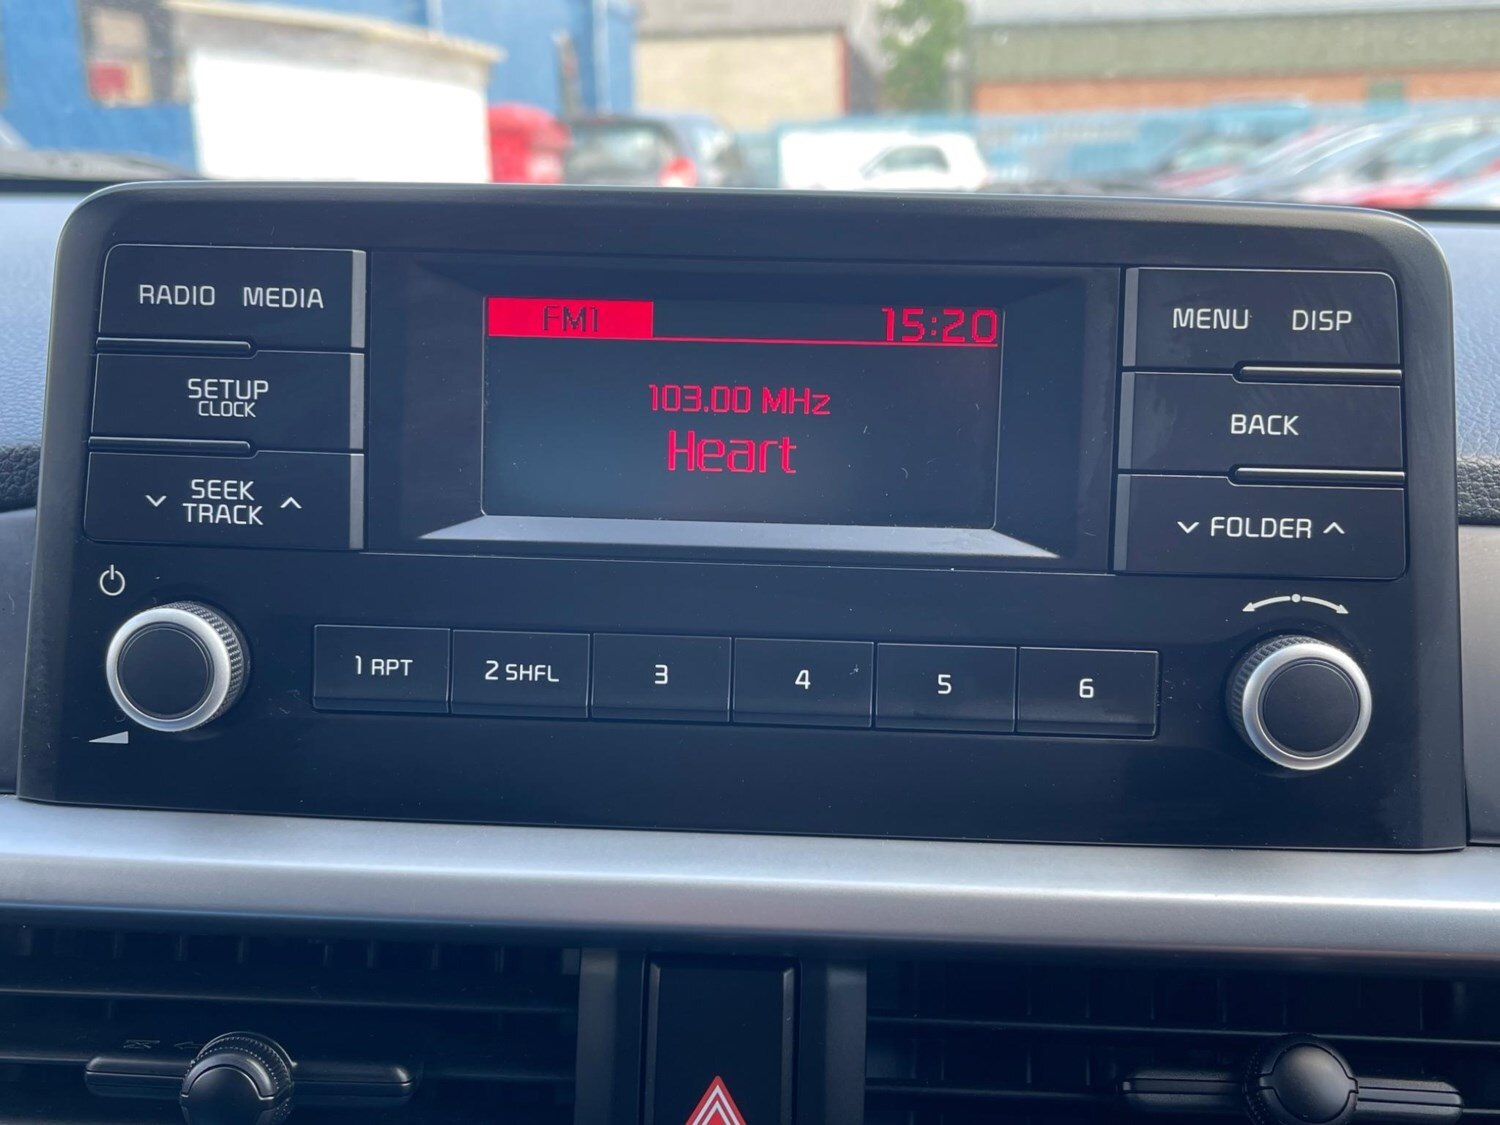 RADIO MEDIA
SETUP
CLOCK
SEEK
TRACK
FM1 15:20
103.00 MHz
Heart
MENU DISP
BACK
FOLDER
1 RPT 2 SHFL 3 4 5 6